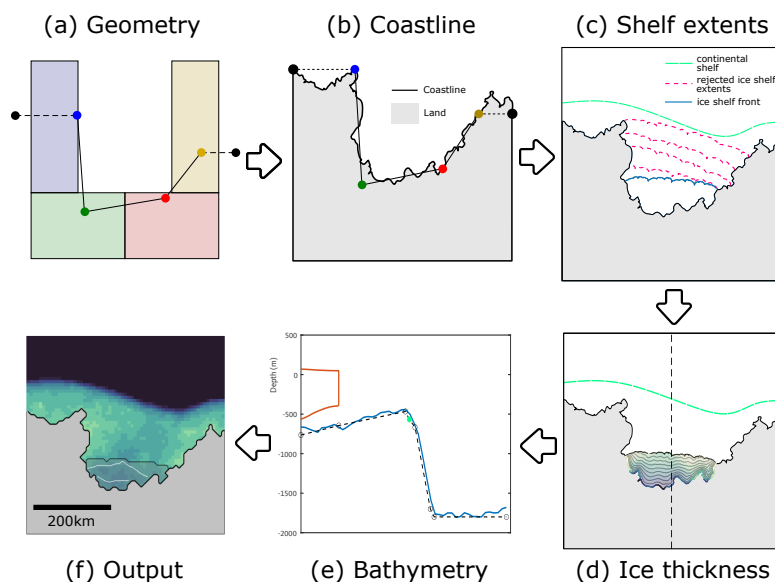 (a) Geometry
(b) Coastline
(c) Shelf extents
Coastline
Land
continental
shelf
rejected ice shelf
extents
ice shelf front
500
0
-500
-1000
-1500
-2000
Depth (m)
200km
(f) Output
(e) Bathymetry
(d) Ice thickness